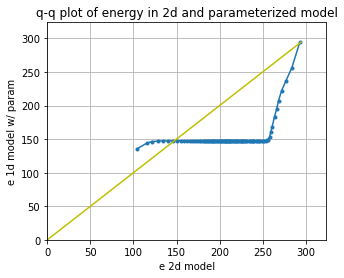 q-q plot of energy in 2d and parameterized model
300
250
200
150
100
50
0
e 1d model w/ param
0 50 100 150 200 250 300
e 2d model